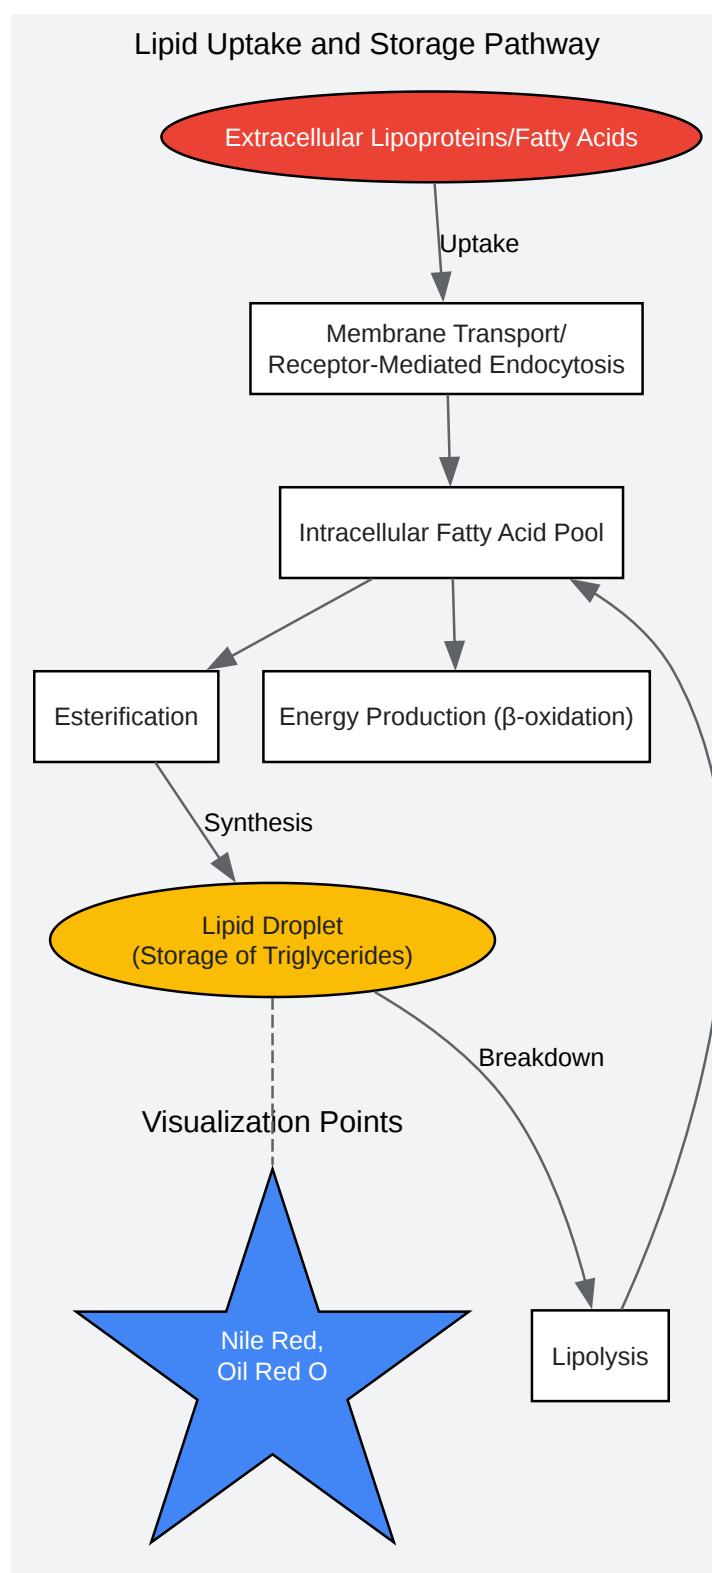 Lipid Uptake and Storage Pathway
Extracellular Lipoproteins/Fatty Acids
Uptake
Membrane Transport/
Receptor-Mediated Endocytosis
Intracellular Fatty Acid Pool
Esterification
Energy Production (β-oxidation)
Synthesis
Lipid Droplet
(Storage of Triglycerides)
Breakdown
Visualization Points
Nile Red,
Oil Red O
Lipolysis